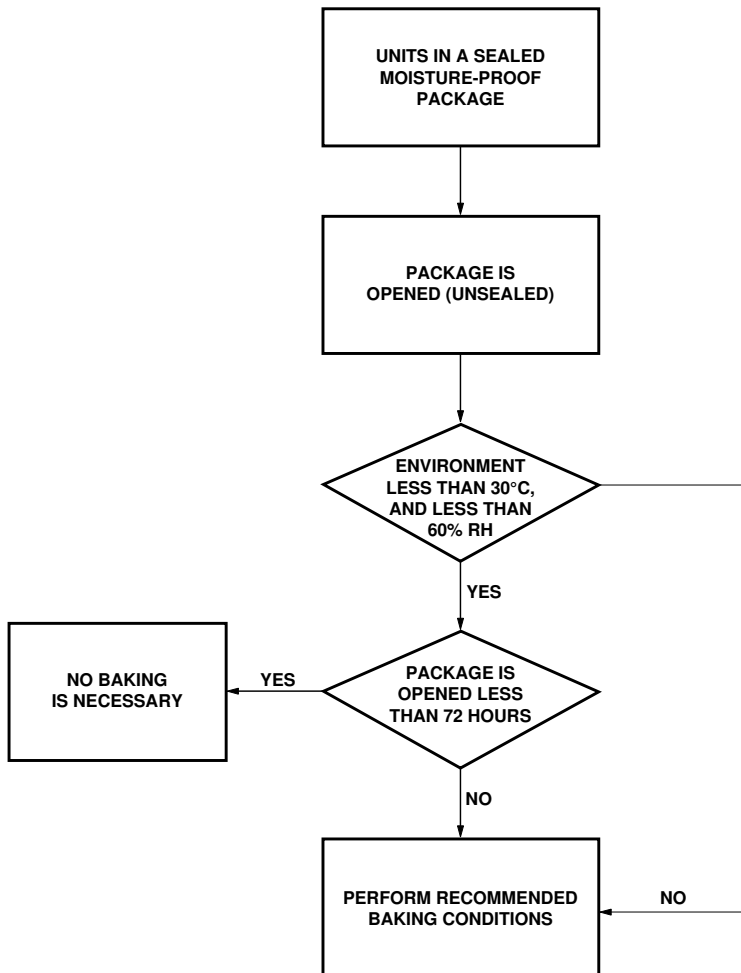 UNITS IN A SEALED
MOISTURE-PROOF
PACKAGE
PACKAGE IS
OPENED (UNSEALED)
ENVIRONMENT
LESS THAN 30°C,
AND LESS THAN
60% RH
YES
NO BAKING
IS NECESSARY
YES
PACKAGE IS
OPENED LESS
THAN 72 HOURS
NO
PERFORM RECOMMENDED
BAKING CONDITIONS
NO